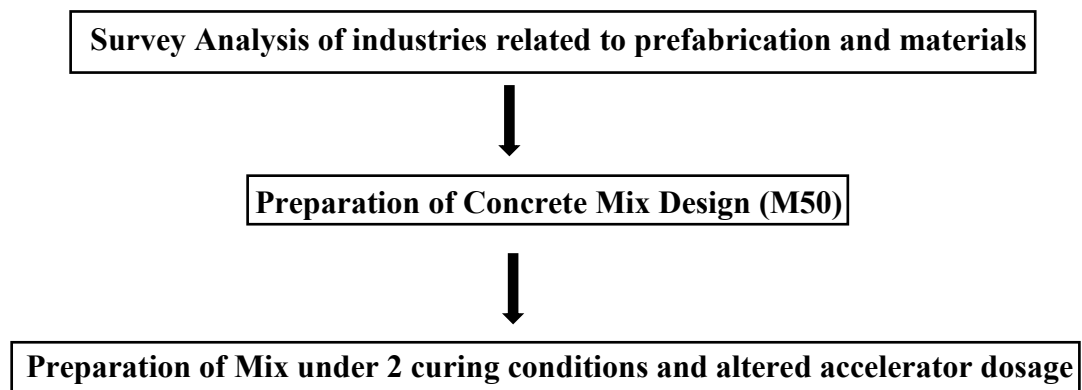 Survey Analysis of industries related to prefabrication and materials
Preparation of Concrete Mix Design (M50)
Preparation of Mix under 2 curing conditions and altered accelerator dosage